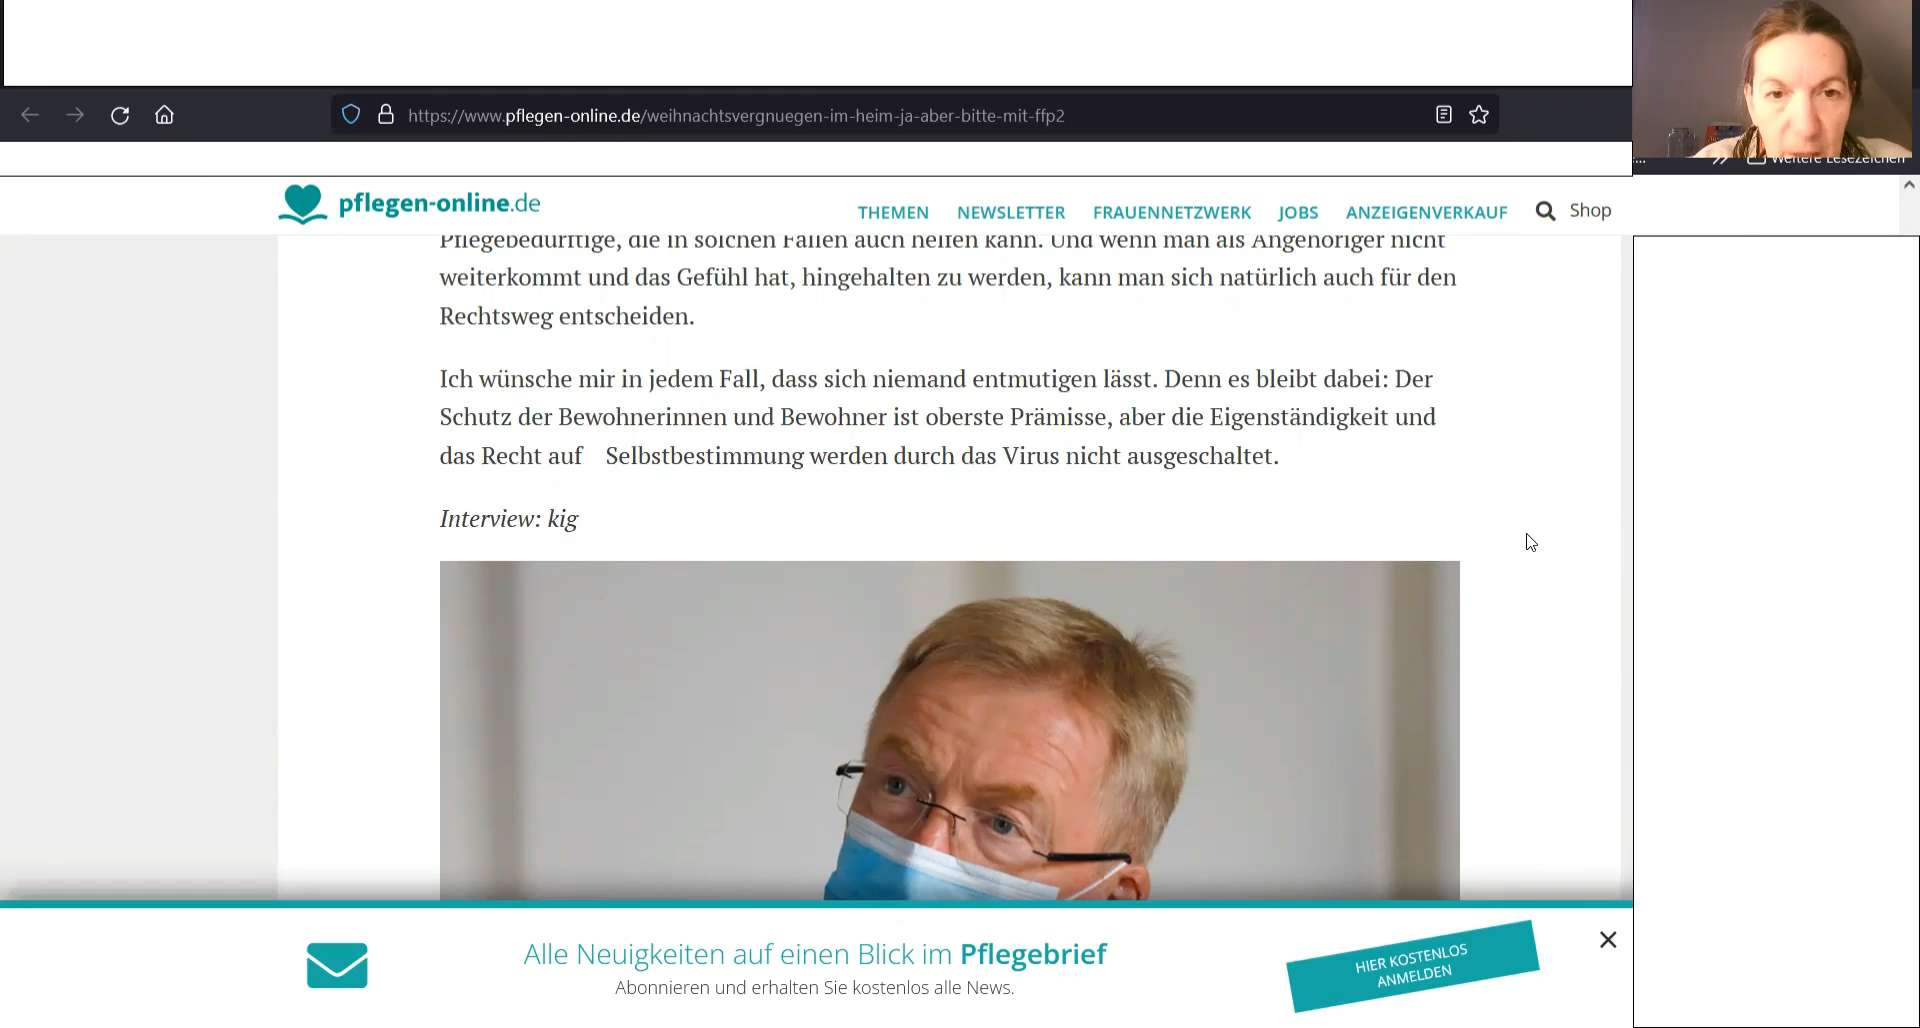 https://www.pflegen-online.de/weihnachtsvergnuegen-im-heim-ja-aber-bitte-mit-ffp2
... Weitere Lesezeichen
pflegen-online.de
THEMEN NEWSLETTER FRAUENNETZWERK JOBS ANZEIGENVERKAUF Shop
Pflegebedürftige, die in solchen Fällen auch helfen kann. Und wenn man als Angehöriger nicht
weiterkommt und das Gefühl hat, hingehalten zu werden, kann man sich natürlich auch für den
Rechtsweg entscheiden.
Ich wünsche mir in jedem Fall, dass sich niemand entmutigen lässt. Denn es bleibt dabei: Der
Schutz der Bewohnerinnen und Bewohner ist oberste Prämisse, aber die Eigenständigkeit und
das Recht auf Selbstbestimmung werden durch das Virus nicht ausgeschaltet.
Interview: kig
Alle Neuigkeiten auf einen Blick im Pflegebrief
Abonnieren und erhalten Sie kostenlos alle News.
HIER KOSTENLOS
ANMELDEN